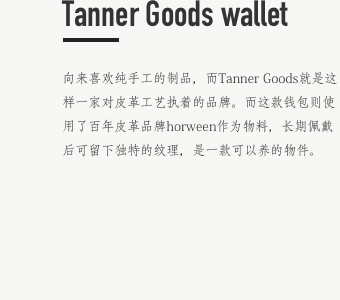 Tanner Goods wallet
向来喜欢纯手工的制品，而Tanner Goods就是这
样一家对皮革工艺执着的品牌。而这款钱包则使
用了百年皮革品牌horween作为物料，长期佩戴
后可留下独特的纹理，是一款可以养的物件。